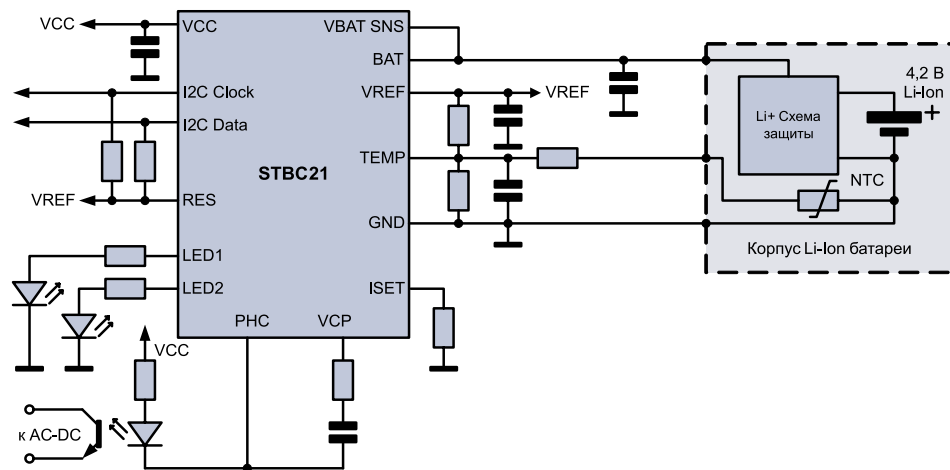 VCC
VCC
VBAT SNS
BAT
4,2 В
Li-Ion
+
I2C Clock
VREF
VREF
Li+ Схема
защиты
I2C Data
TEMP
STBC21
NTC
VREF
RES
GND
Корпус Li-Ion батареи
LED1
LED2
ISET
PHC
VCP
VCC
к AC-DC